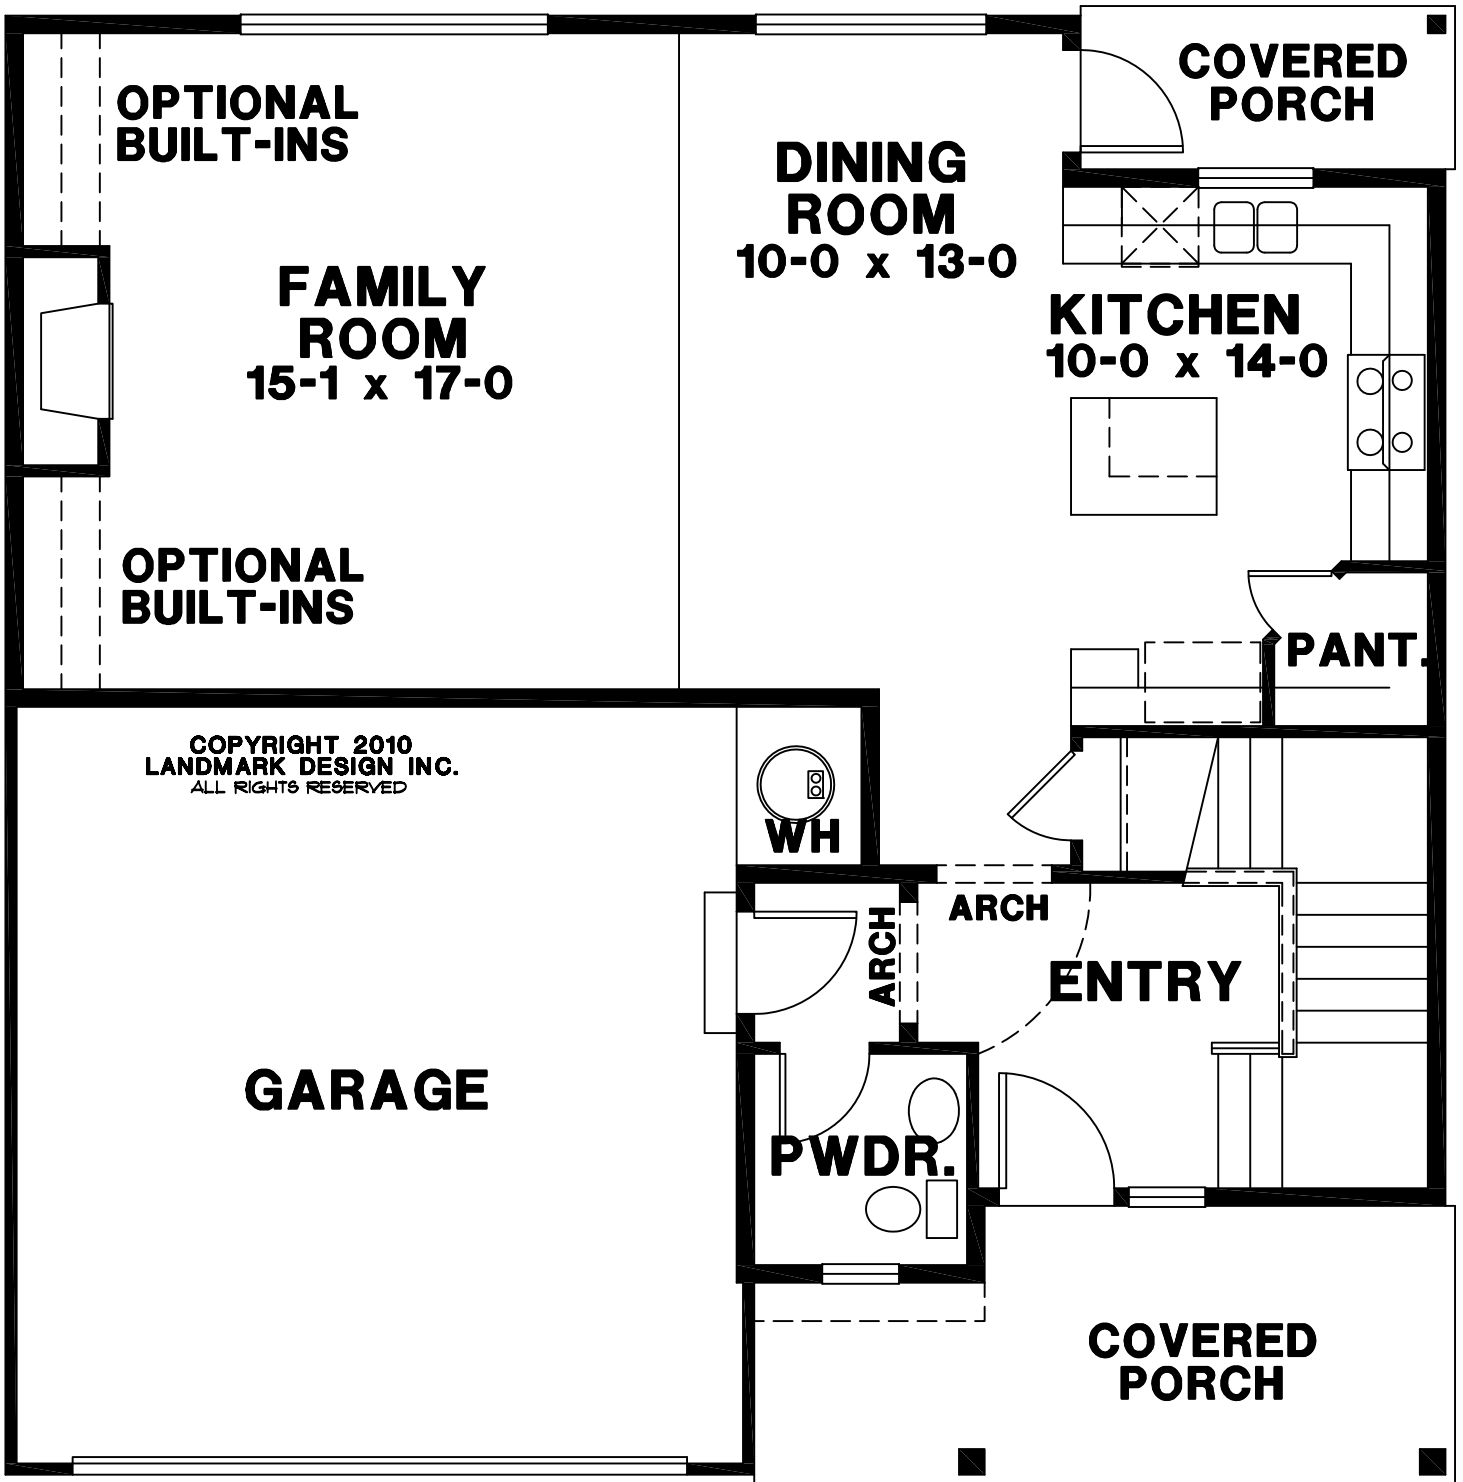 COVERED
PORCH
OPTIONAL
BUILT-INS
DINING
ROOM
10-0 x 13-0
FAMILY
ROOM
15-1 x 17-0
KITCHEN
10-0 x 14-0
OPTIONAL
BUILT-INS
PANT.
COPYRIGHT 2010
LANDMARK DESIGN INC.
ALL RIGHTS RESERVED
WH
ARCH
ARCH
ENTRY
GARAGE
PWDR.
COVERED
PORCH